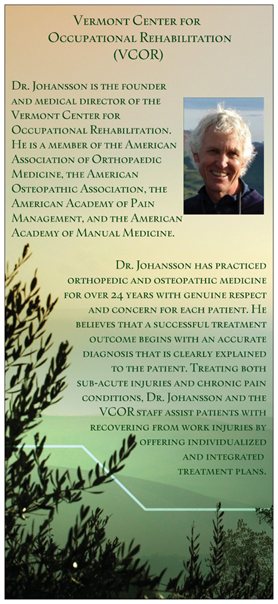 Vermont Center for
Occupational Rehabilitation
(VCOR)
Dr. Johansson is the founder
and medical director of the
Vermont Center for
Occupational Rehabilitation.
He is a member of the American
Association of Orthopaedic
Medicine, the American
Osteopathic Association, the
American Academy of Pain
Management, and the American
Academy of Manual Medicine.
Dr. Johansson has practiced
orthopedic and osteopathic medicine
for over 24 years with genuine respect
and concern for each patient. He
believes that a successful treatment
outcome begins with an accurate
diagnosis that is clearly explained
to the patient. Treating both
sub-acute injuries and chronic pain
conditions, Dr. Johansson and the
VCOR staff assist patients with
recovering from work injuries by
offering individualized
and integrated
treatment plans.